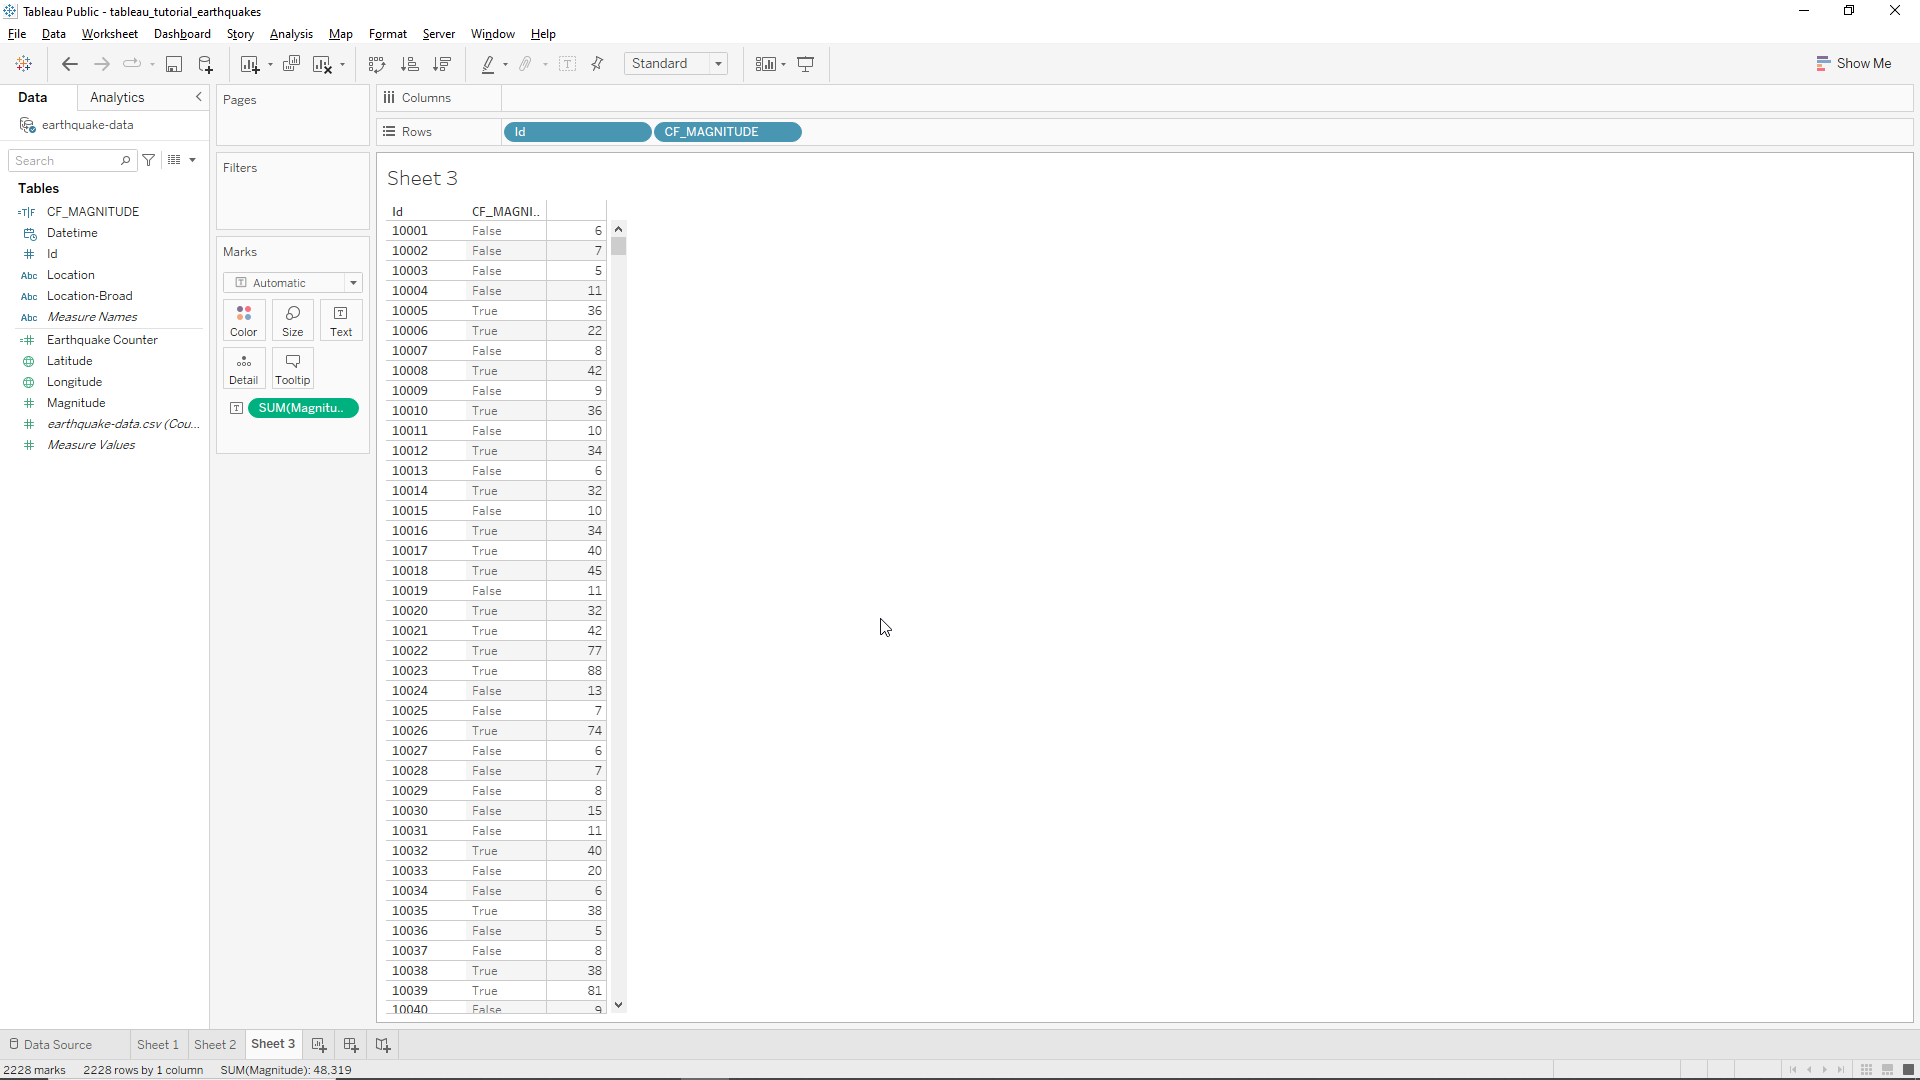 Tableau Public - tableau_tutorial_earthquakes
File Data Worksheet Dashboard Story Analysis Map Format Server Window Help
Standard
Show Me
Data Analytics
earthquake-data
Search
Tables
=T|F CF_MAGNITUDE
Datetime
Id
Abc Location
Abc Location-Broad
Abc Measure Names
=# Earthquake Counter
Latitude
Longitude
# Magnitude
# earthquake-data.csv (Cou...
# Measure Values
Pages
Filters
Marks
Automatic
Color Size Text
Detail Tooltip
SUM(Magnitu..
Columns
Rows Id CF_MAGNITUDE
Sheet 3
Id CF_MAGNI..
10001 False 6
10002 False 7
10003 False 5
10004 False 11
10005 True 36
10006 True 22
10007 False 8
10008 True 42
10009 False 9
10010 True 36
10011 False 10
10012 True 34
10013 False 6
10014 True 32
10015 False 10
10016 True 34
10017 True 40
10018 True 45
10019 False 11
10020 True 32
10021 True 42
10022 True 77
10023 True 88
10024 False 13
10025 False 7
10026 True 74
10027 False 6
10028 False 7
10029 False 8
10030 False 15
10031 False 11
10032 True 40
10033 False 20
10034 False 6
10035 True 38
10036 False 5
10037 False 8
10038 True 38
10039 True 81
10040 False 9
Data Source Sheet 1 Sheet 2 Sheet 3
2228 marks 2228 rows by 1 column SUM(Magnitude): 48,319